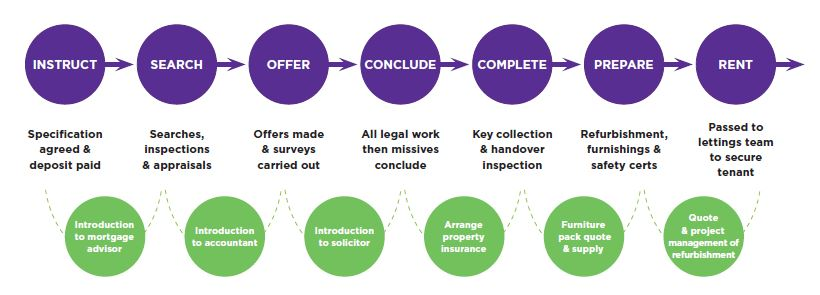 INSTRUCT
SEARCH
OFFER
CONCLUDE
COMPLETE
PREPARE
RENT
Specification
agreed &
deposit paid
Searches,
inspections
& appraisals
Offers made
& surveys
carried out
All legal work
then missives
conclude
Key collection
& handover
inspection
Refurbishment,
furnishings &
safety certs
Passed to
lettings team
to secure
tenant
Introduction
to mortgage
advisor
Introduction
to accountant
Introduction
to solicitor
Arrange
property
insurance
Furniture
pack quote
& supply
Quote
& project
management of
refurbishment